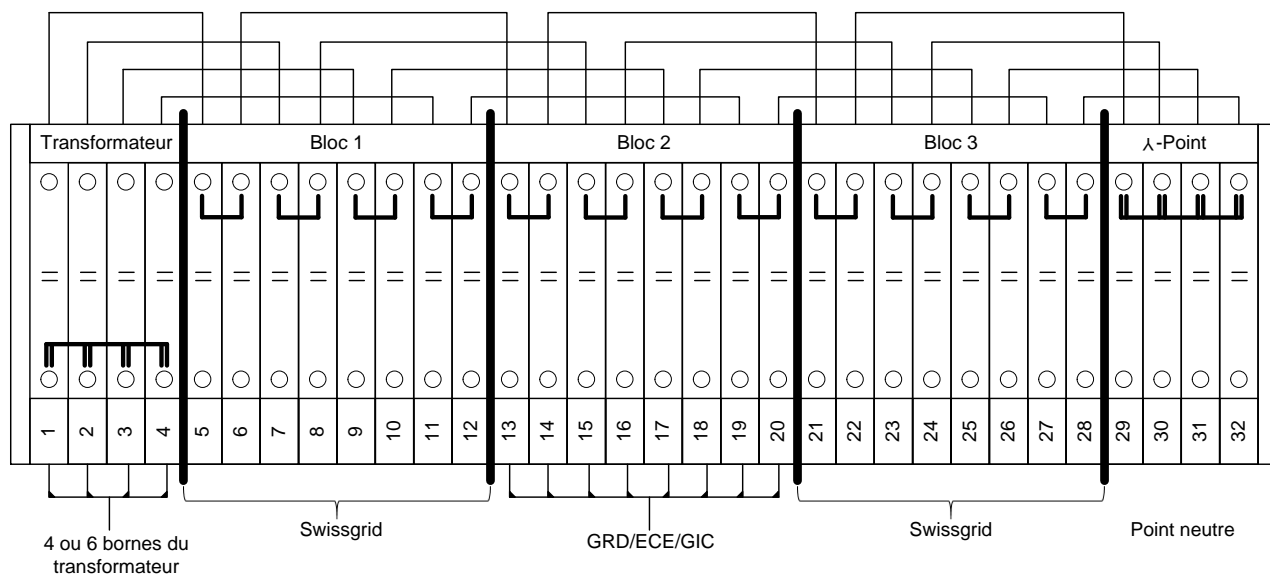 Transformateur Bloc 1 Bloc 2 Bloc 3 ⅄-Point
1 2 3 4 5 6 7 8 9 10 11 12 13 14 15 16 17 18 19 20 21 22 23 24 25 26 27 28 29 30 31 32
4 ou 6 bornes du
transformateur
Swissgrid
GRD/ECE/GIC
Swissgrid
Point neutre